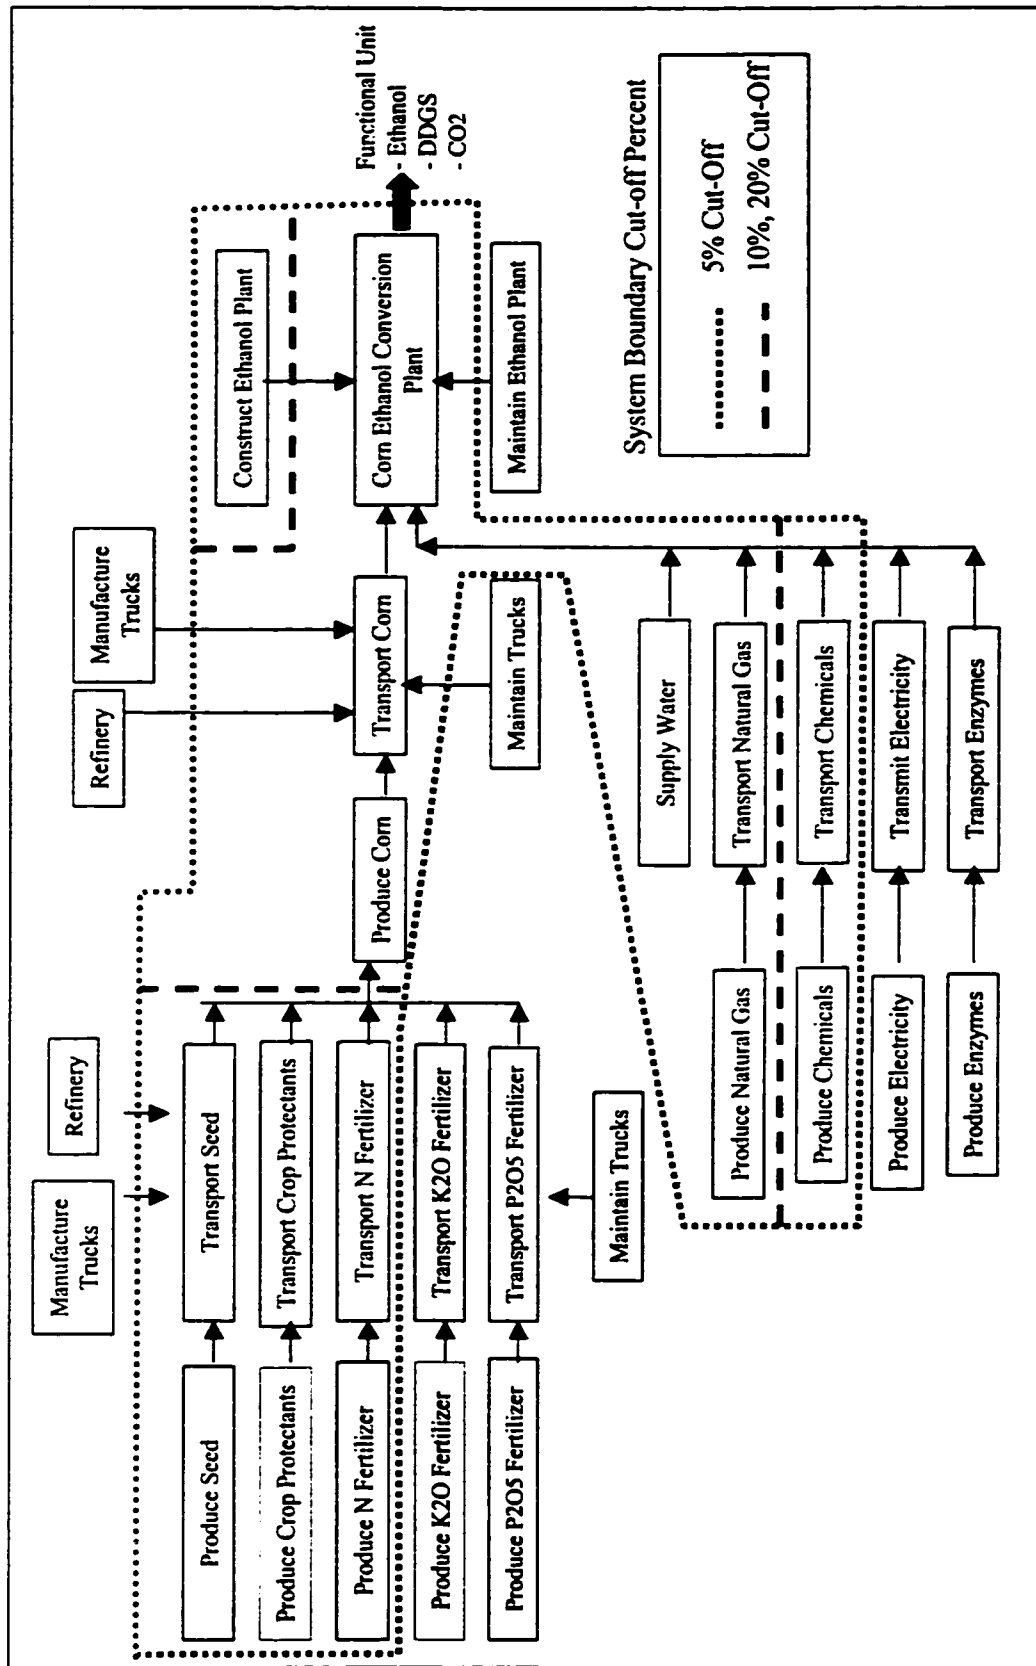 Manufacture
Trucks
Refinery
Manufacture
Trucks
Refinery
Produce Seed
Transport Seed
Construct Ethanol Plant
Produce Crop Protectants
Transport Crop Protectants
Produce N Fertilizer
Transport N Fertilizer
Produce Corn
Transport Corn
Corn Ethanol Conversion
Plant
Functional Unit
- Ethanol
- DDGS
- CO2
Produce K2O Fertilizer
Transport K2O Fertilizer
Maintain Trucks
Maintain Ethanol Plant
Produce P2O5 Fertilizer
Transport P2O5 Fertilizer
Maintain Trucks
Supply Water
Produce Natural Gas
Transport Natural Gas
Produce Chemicals
Transport Chemicals
Produce Electricity
Transmit Electricity
Produce Enzymes
Transport Enzymes
System Boundary Cut-off Percent
5% Cut-Off
10%, 20% Cut-Off